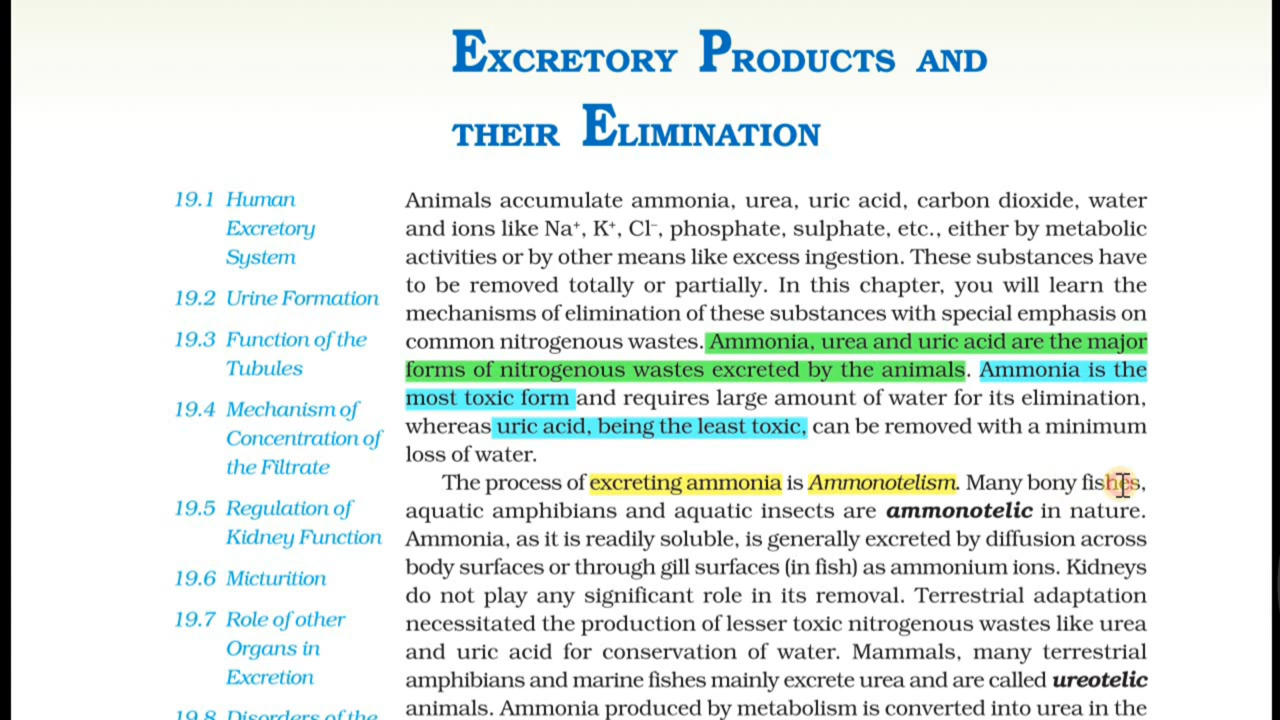 EXCRETORY PRODUCTS AND
THEIR ELIMINATION
19.1 Human
Excretory
System
19.2 Urine Formation
19.3 Function of the
Tubules
19.4 Mechanism of
Concentration of
the Filtrate
19.5 Regulation of
Kidney Function
19.6 Micturition
19.7 Role of other
Organs in
Excretion
19.8 Disorders of the
Animals accumulate ammonia, urea, uric acid, carbon dioxide, water
and ions like Na⁺, K⁺, Cl⁻, phosphate, sulphate, etc., either by metabolic
activities or by other means like excess ingestion. These substances have
to be removed totally or partially. In this chapter, you will learn the
mechanisms of elimination of these substances with special emphasis on
common nitrogenous wastes. Ammonia, urea and uric acid are the major
forms of nitrogenous wastes excreted by the animals. Ammonia is the
most toxic form and requires large amount of water for its elimination,
whereas uric acid, being the least toxic, can be removed with a minimum
loss of water.
The process of excreting ammonia is Ammonotelism. Many bony fishes,
aquatic amphibians and aquatic insects are ammonotelic in nature.
Ammonia, as it is readily soluble, is generally excreted by diffusion across
body surfaces or through gill surfaces (in fish) as ammonium ions. Kidneys
do not play any significant role in its removal. Terrestrial adaptation
necessitated the production of lesser toxic nitrogenous wastes like urea
and uric acid for conservation of water. Mammals, many terrestrial
amphibians and marine fishes mainly excrete urea and are called ureotelic
animals. Ammonia produced by metabolism is converted into urea in the